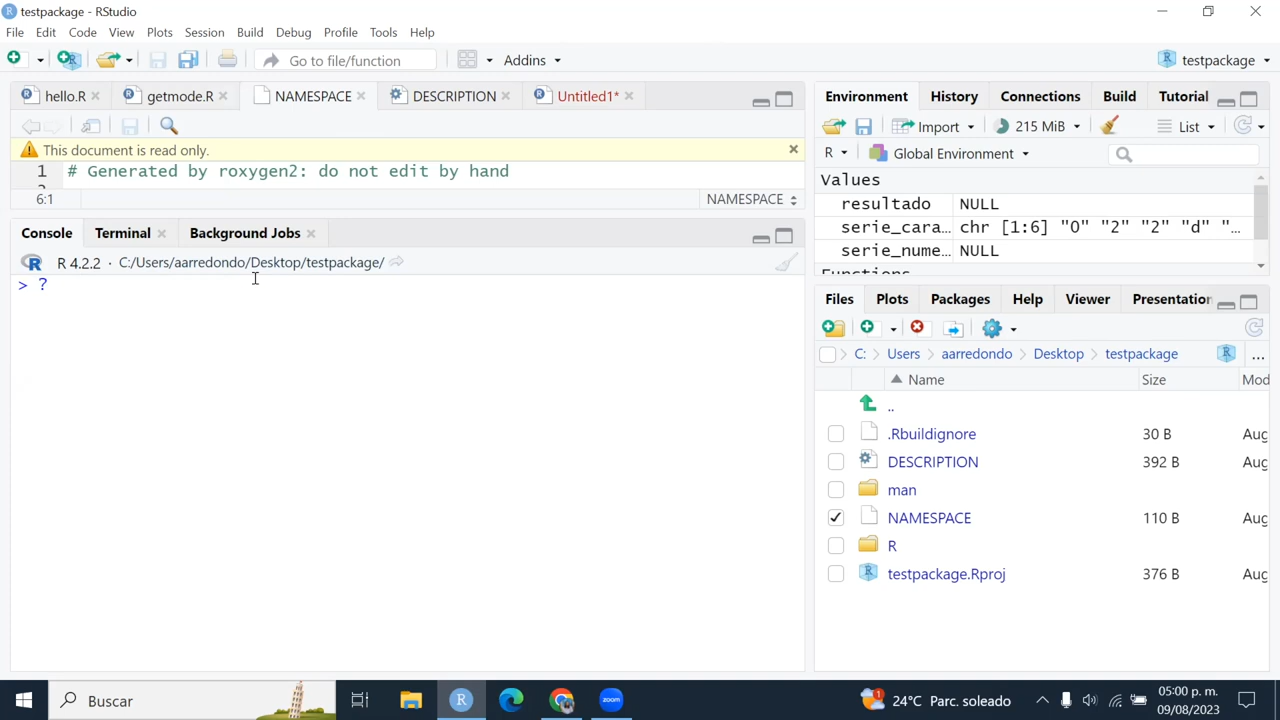 testpackage - RStudio
File Edit Code View Plots Session Build Debug Profile Tools Help
Go to file/function Addins testpackage
hello.R getmode.R NAMESPACE DESCRIPTION Untitled1*
This document is read only.
1 # Generated by roxygen2: do not edit by hand
6:1 NAMESPACE
Console Terminal Background Jobs
R 4.2.2 · C:/Users/aarredondo/Desktop/testpackage/
> ?
Environment History Connections Build Tutorial
Import 215 MiB List
R Global Environment
Values
resultado NULL
serie_cara… chr [1:6] "0" "2" "2" "d" "…
serie_nume… NULL
Functions
Files Plots Packages Help Viewer Presentation
C: Users aarredondo Desktop testpackage ...
Name Size Mod
..
.Rbuildignore 30 B Aug
DESCRIPTION 392 B Aug
man
NAMESPACE 110 B Aug
R
testpackage.Rproj 376 B Aug
Buscar zoom 1 24°C Parc. soleado 05:00 p. m.
09/08/2023